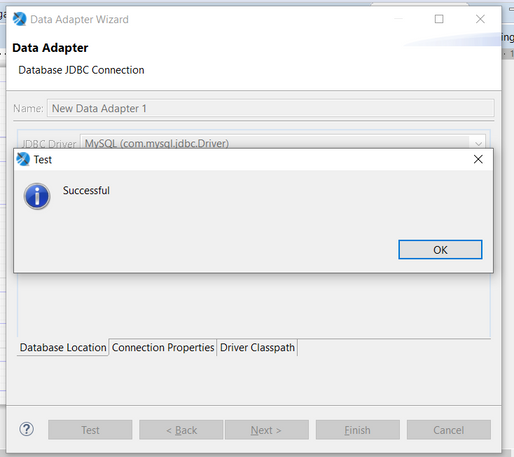 Data Adapter Wizard
Data Adapter
Database JDBC Connection
Name: New Data Adapter 1
JDBC Driver MySQL (com.mysql.jdbc.Driver)
Test
Successful
OK
Database Location Connection Properties Driver Classpath
Test < Back Next > Finish Cancel